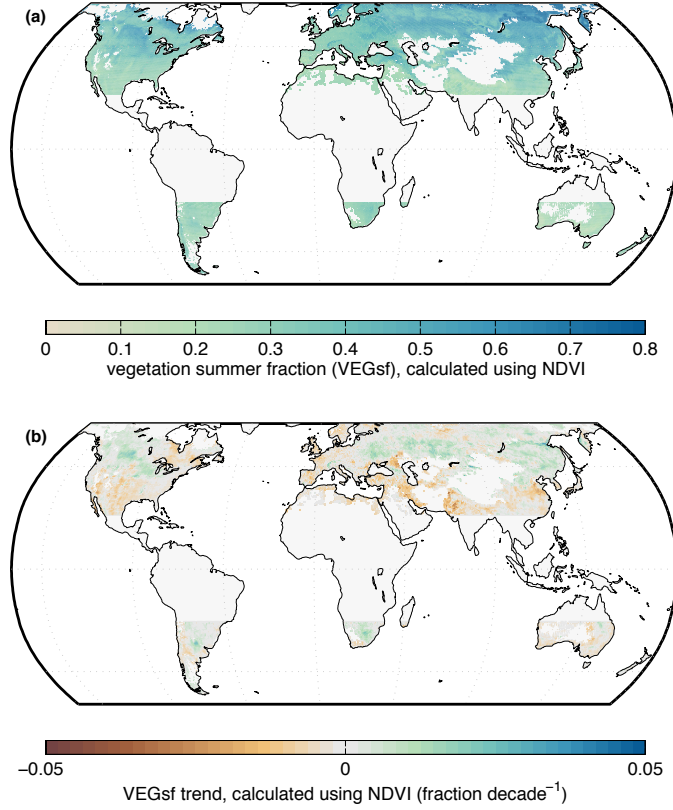 (a)
0 0.1 0.2 0.3 0.4 0.5 0.6 0.7 0.8
vegetation summer fraction (VEGsf), calculated using NDVI
(b)
−0.05 0 0.05
VEGsf trend, calculated using NDVI (fraction decade⁻¹)